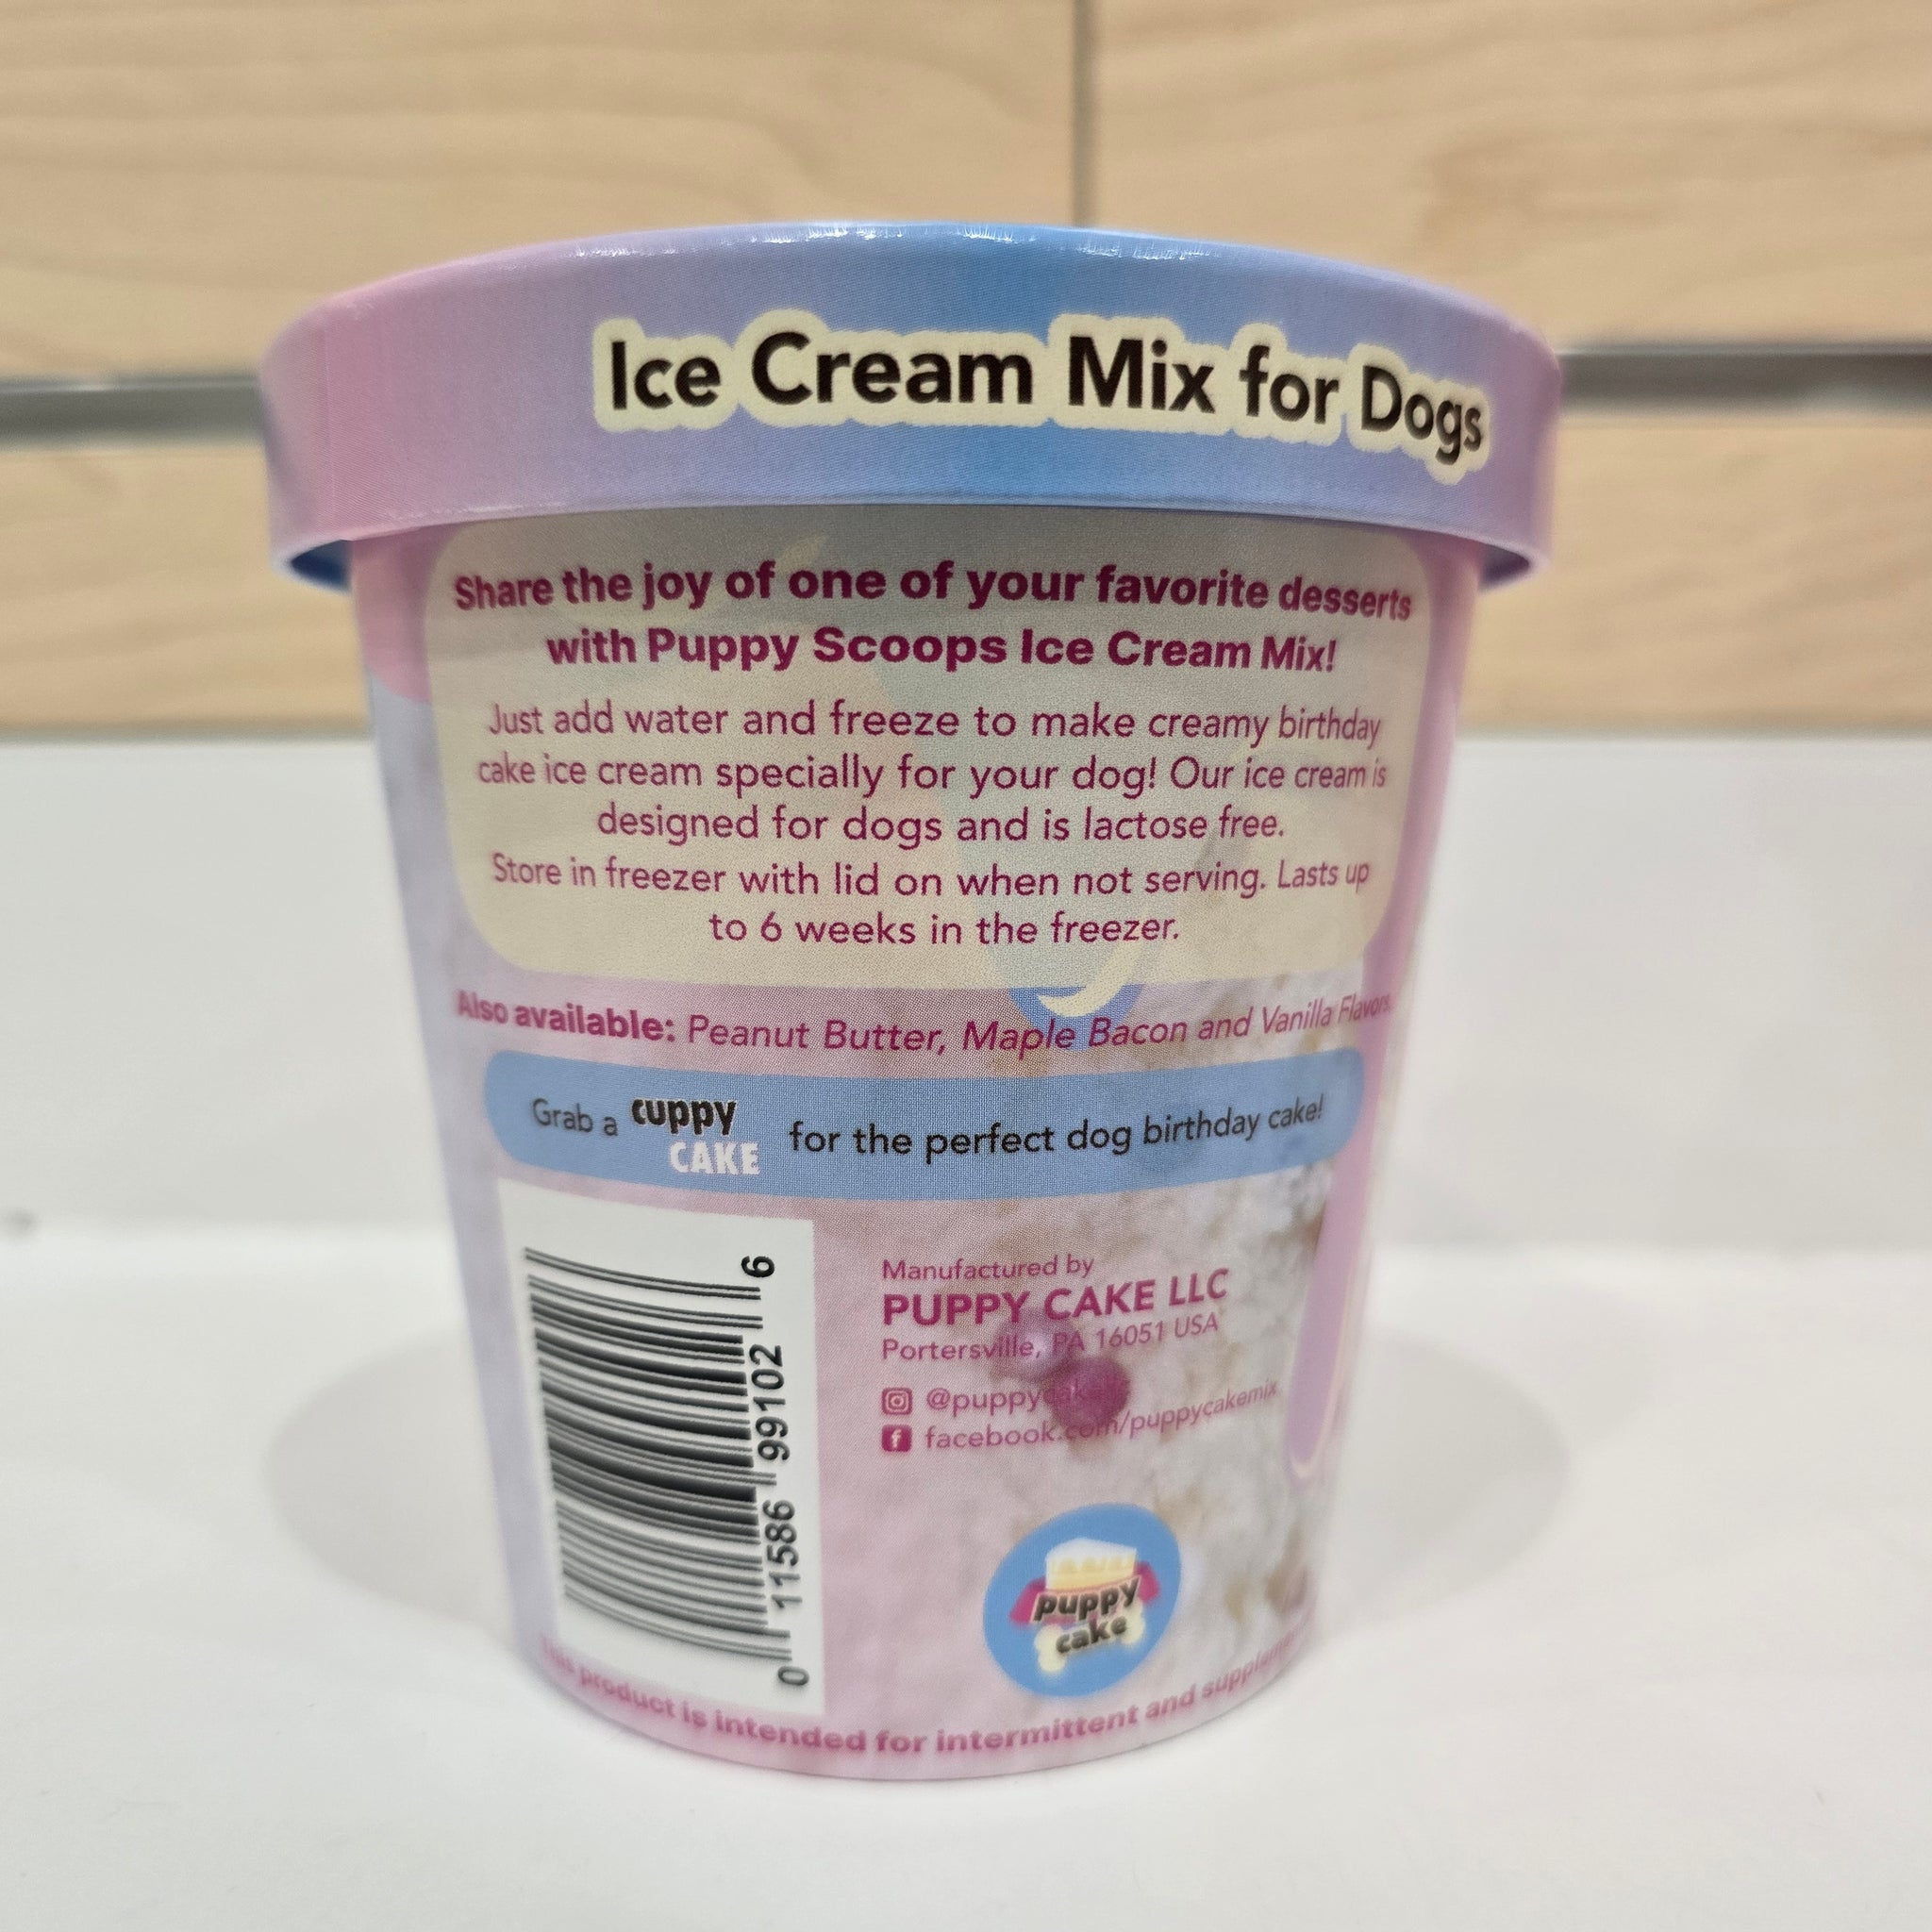 Ice Cream Mix for Dogs
Share the joy of one of your favorite desserts
with Puppy Scoops Ice Cream Mix!
Just add water and freeze to make creamy birthday
cake ice cream specially for your dog! Our ice cream is
designed for dogs and is lactose free.
Store in freezer with lid on when not serving. Lasts up
to 6 weeks in the freezer.
Also available: Peanut Butter, Maple Bacon and Vanilla Flavors.
Grab a cuppy CAKE for the perfect dog birthday cake!
0 11586 99102 6
Manufactured by
PUPPY CAKE LLC
Portersville, PA 16051 USA
facebook.com/puppycakemix
puppy
cake
This product is intended for intermittent and